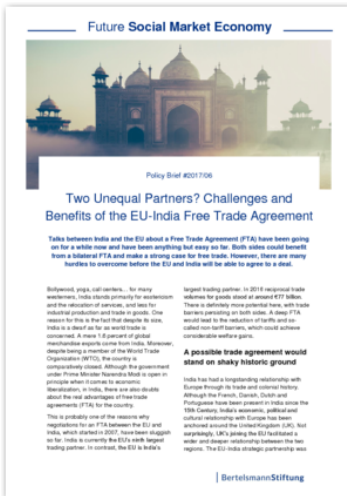 Future Social Market Economy
Policy Brief #2017/06
Two Unequal Partners? Challenges and
Benefits of the EU-India Free Trade Agreement
Talks between India and the EU about a Free Trade Agreement (FTA) have been going
on for a while now and have been anything but easy so far. Both sides could benefit
from a bilateral FTA and make a strong case for free trade. However, there are many
hurdles to overcome before the EU and India will be able to agree to a deal.
Bollywood, yoga, call centers… for many
westerners, India stands primarily for esotericism
and the relocation of services, and less for
industrial production and trade in goods. One
reason for this is the fact that despite its size,
India is a dwarf as far as world trade is
concerned. A mere 1.6 percent of global
merchandise exports come from India. Moreover,
despite being a member of the World Trade
Organization (WTO), the country is
comparatively closed. Although the government
under Prime Minister Narendra Modi is open in
principle when it comes to economic
liberalization, in India, there are also doubts
about the real advantages of free trade
agreements (FTA) for the country.
This is probably one of the reasons why
negotiations for an FTA between the EU and
India, which started in 2007, have been sluggish
so far. India is currently the EU's ninth largest
trading partner. In contrast, the EU is India's
largest trading partner. In 2016 reciprocal trade
volumes for goods stood at around €77 billion.
There is definitely more potential here, with trade
barriers persisting on both sides. A deep FTA
would lead to the reduction of tariffs and so-
called non-tariff barriers, which could achieve
considerable welfare gains.
A possible trade agreement would
stand on shaky historic ground
India has had a longstanding relationship with
Europe through its trade and colonial history.
Although the French, Danish, Dutch and
Portuguese have been present in India since the
15th Century, India's economic, political and
cultural relationship with Europe has been
anchored around the United Kingdom (UK). Not
surprisingly, UK's joining the EU facilitated a
wider and deeper relationship between the two
regions. The EU-India strategic partnership was
BertelsmannStiftung